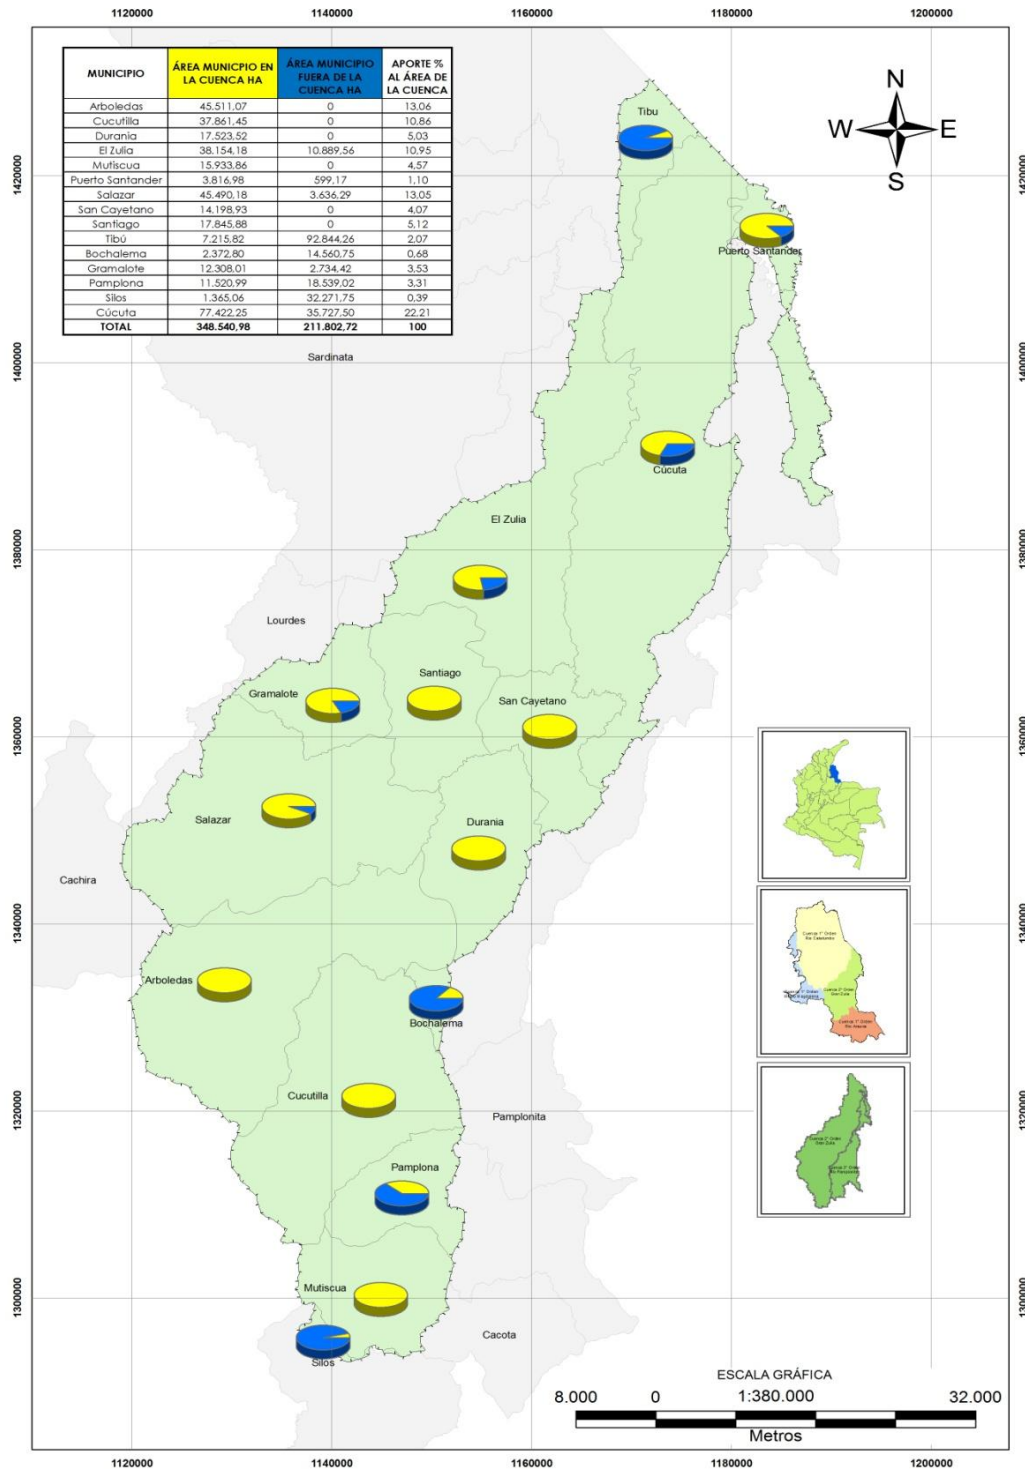 1120000 1140000 1160000 1180000 1200000
MUNICIPIO ÁREA MUNICPIO EN LA CUENCA HA ÁREA MUNICIPIO FUERA DE LA CUENCA HA APORTE % AL ÁREA DE LA CUENCA
Arboledas 45.511,07 0 13,06
Cucutilla 37.861,45 0 10,86
Durania 17.523,52 0 5,03
El Zulia 38.154,18 10.889,56 10,95
Mutiscua 15.933,86 0 4,57
Puerto Santander 3.816,98 599,17 1,10
Salazar 45.490,18 3.636,29 13,05
San Cayetano 14.198,93 0 4,07
Santiago 17.845,88 0 5,12
Tibú 7.215,82 92.844,26 2,07
Bochalema 2.372,80 14.560,75 0,68
Gramalote 12.308,01 2.734,42 3,53
Pamplona 11.520,99 18.539,02 3,31
Silos 1.365,06 32.271,75 0,39
Cúcuta 77.422,25 35.727,50 22,21
TOTAL 348.540,98 211.802,72 100
N
W E
S
Tibu
1420000 1420000
Puerto Santander
Sardinata
1400000 1400000
Cúcuta
El Zulia
1380000 1380000
Lourdes
Santiago
Gramalote
San Cayetano
1360000 1360000
Salazar
Durania
Cachira
1340000 1340000
Arboledas
Bochalema
Cucutilla
Pamplonita
1320000 1320000
Pamplona
Mutiscua
1300000 1300000
Cacota
Silos
ESCALA GRÁFICA
8.000 0 1:380.000 32.000
Metros
1120000 1140000 1160000 1180000 1200000